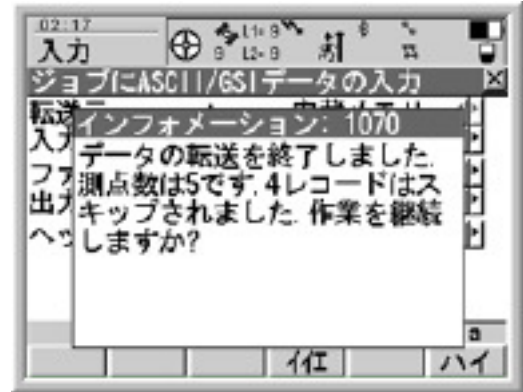 02:17
入力
9 L1= 9
9 L2= 9
8
ジョブにASCII/GSIデータの入力
転送元
入力
インフォメーション: 1070
データの転送を終了しました.
測点数は5です. 4レコードはス
キップされました. 作業を継続
しますか?
ファ
出力
ヘッ
a
イイエ
ハイ